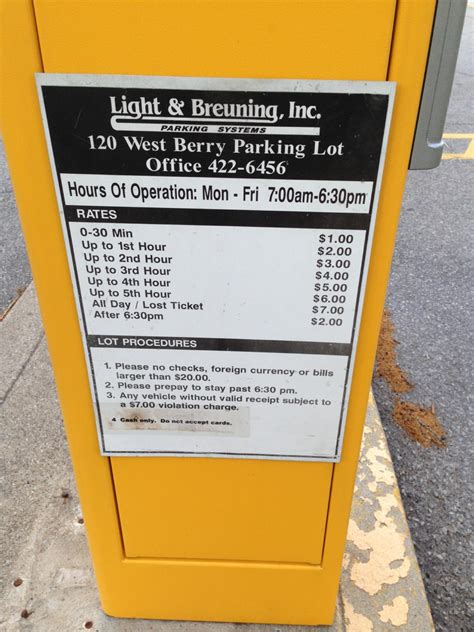 Light & Breuning, Inc.
PARKING SYSTEMS
120 West Berry Parking Lot
Office 422-6456
Hours Of Operation: Mon - Fri 7:00am-6:30pm
RATES
0-30 Min $1.00
Up to 1st Hour $2.00
Up to 2nd Hour $3.00
Up to 3rd Hour $4.00
Up to 4th Hour $5.00
Up to 5th Hour $6.00
All Day / Lost Ticket $7.00
After 6:30pm $2.00
LOT PROCEDURES
1. Please no checks, foreign currency or bills
larger than $20.00.
2. Please prepay to stay past 6:30 pm.
3. Any vehicle without valid receipt subject to
a $7.00 violation charge.
4 Cash only. Do not accept cards.